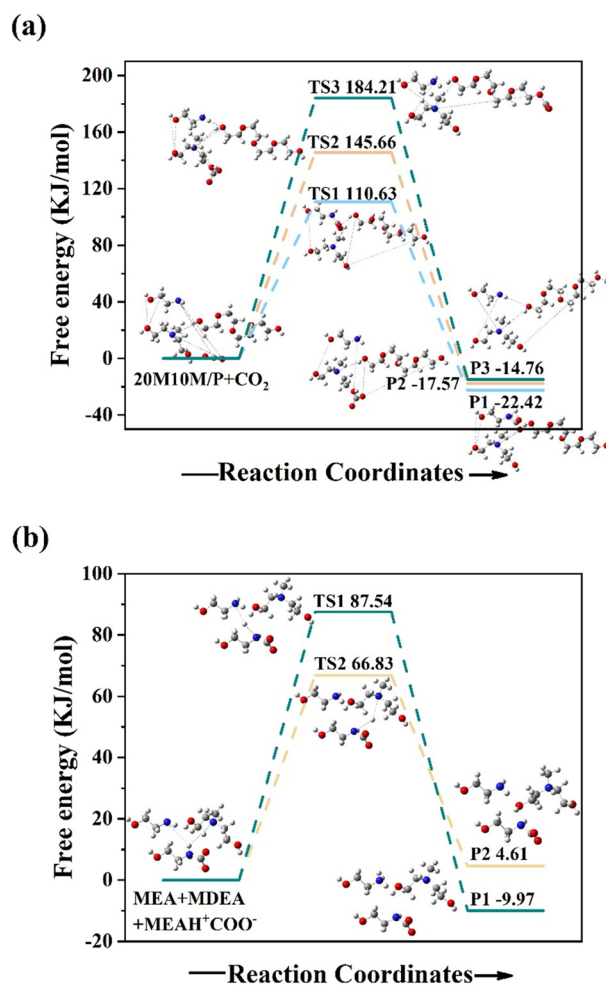 (a)
Free energy (KJ/mol)
200
160
120
80
40
0
-40
TS3 184.21
TS2 145.66
TS1 110.63
20M10M/P+CO₂
P3 -14.76
P2 -17.57
P1 -22.42
Reaction Coordinates
(b)
Free energy (KJ/mol)
100
80
60
40
20
0
-20
TS1 87.54
TS2 66.83
MEA+MDEA
+MEAH⁺COO⁻
P2 4.61
P1 -9.97
Reaction Coordinates